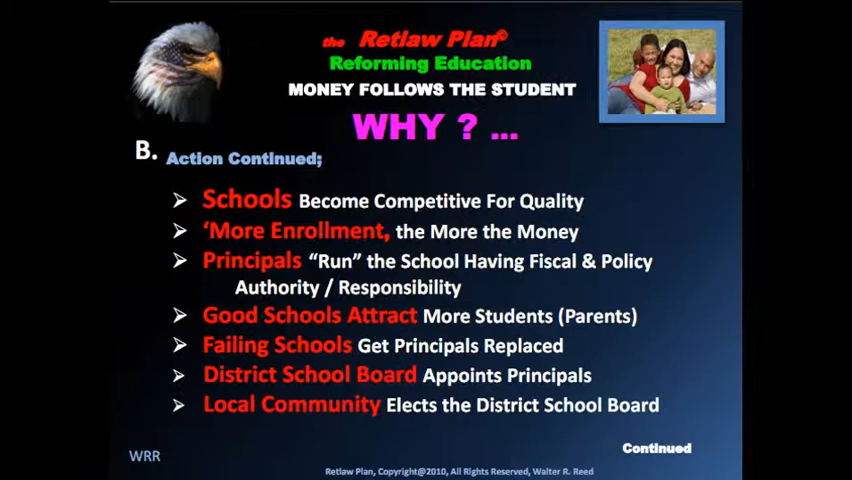 the Retlaw Plan©
Reforming Education
MONEY FOLLOWS THE STUDENT
WHY ? ...
B. Action Continued;
➢ Schools Become Competitive For Quality
➢ ‘More Enrollment, the More the Money
➢ Principals “Run” the School Having Fiscal & Policy
Authority / Responsibility
➢ Good Schools Attract More Students (Parents)
➢ Failing Schools Get Principals Replaced
➢ District School Board Appoints Principals
➢ Local Community Elects the District School Board
Continued
WRR
Retlaw Plan, Copyright@2010, All Rights Reserved, Walter R. Reed